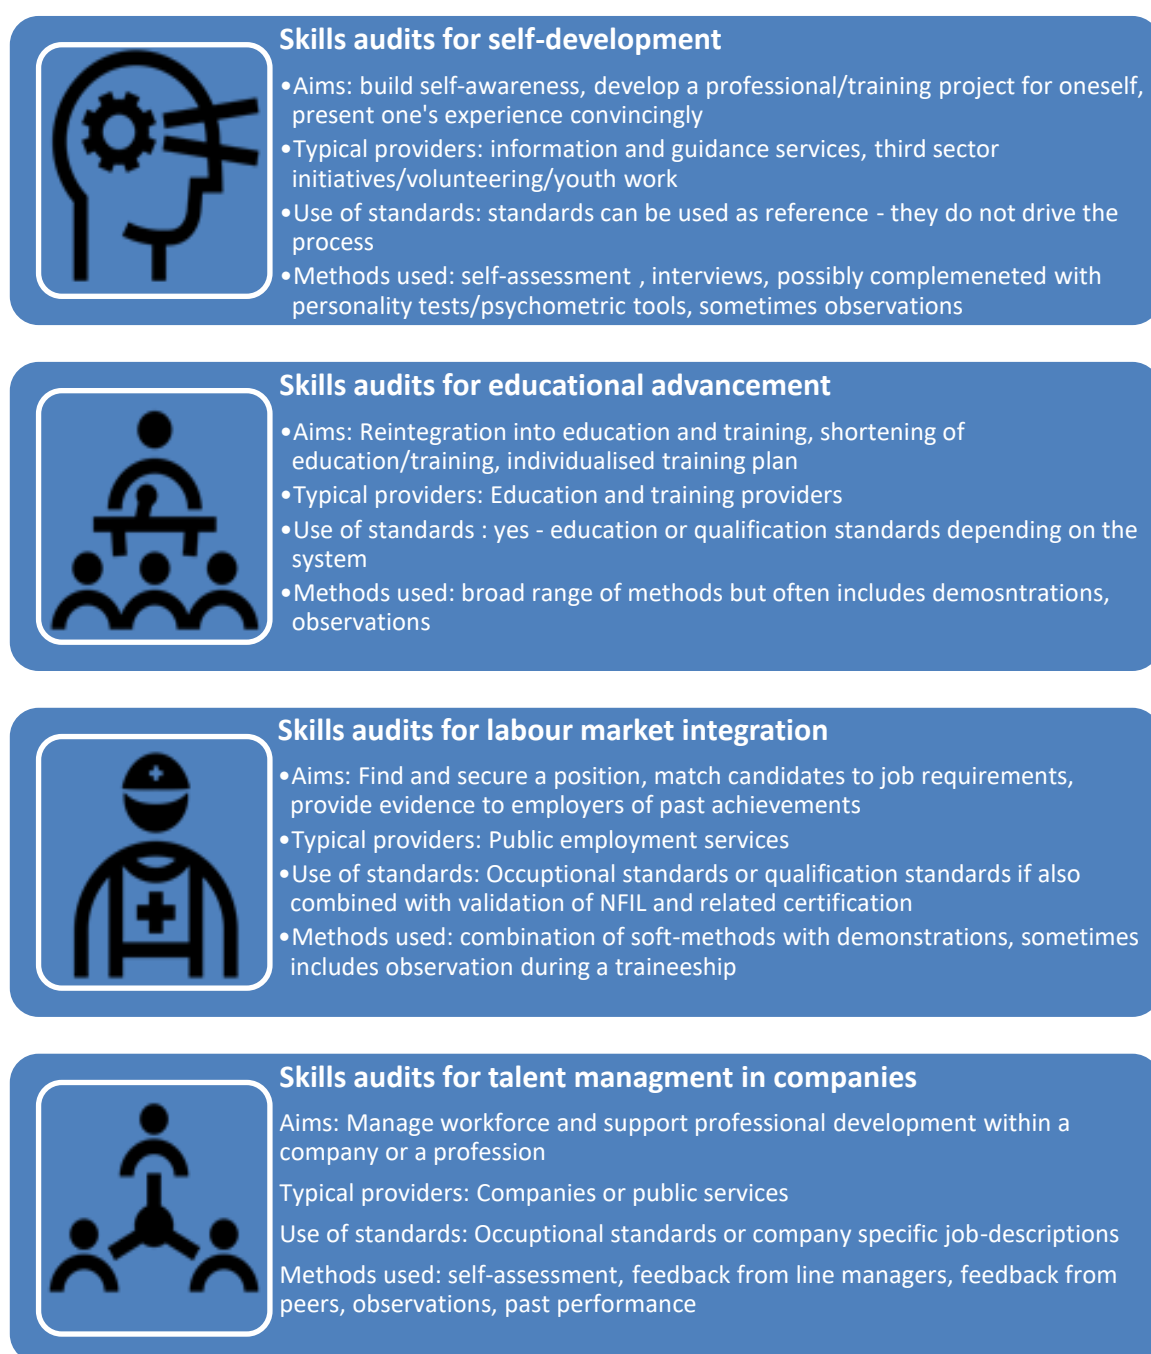 Skills audits for self-development
•Aims: build self-awareness, develop a professional/training project for oneself,
present one's experience convincingly
•Typical providers: information and guidance services, third sector
initiatives/volunteering/youth work
•Use of standards: standards can be used as reference - they do not drive the
process
•Methods used: self-assessment , interviews, possibly complemeneted with
personality tests/psychometric tools, sometimes observations
Skills audits for educational advancement
•Aims: Reintegration into education and training, shortening of
education/training, individualised training plan
•Typical providers: Education and training providers
•Use of standards : yes - education or qualification standards depending on the
system
•Methods used: broad range of methods but often includes demosntrations,
observations
Skills audits for labour market integration
•Aims: Find and secure a position, match candidates to job requirements,
provide evidence to employers of past achievements
•Typical providers: Public employment services
•Use of standards: Occuptional standards or qualification standards if also
combined with validation of NFIL and related certification
•Methods used: combination of soft-methods with demonstrations, sometimes
includes observation during a traineeship
Skills audits for talent managment in companies
Aims: Manage workforce and support professional development within a
company or a profession
Typical providers: Companies or public services
Use of standards: Occuptional standards or company specific job-descriptions
Methods used: self-assessment, feedback from line managers, feedback from
peers, observations, past performance